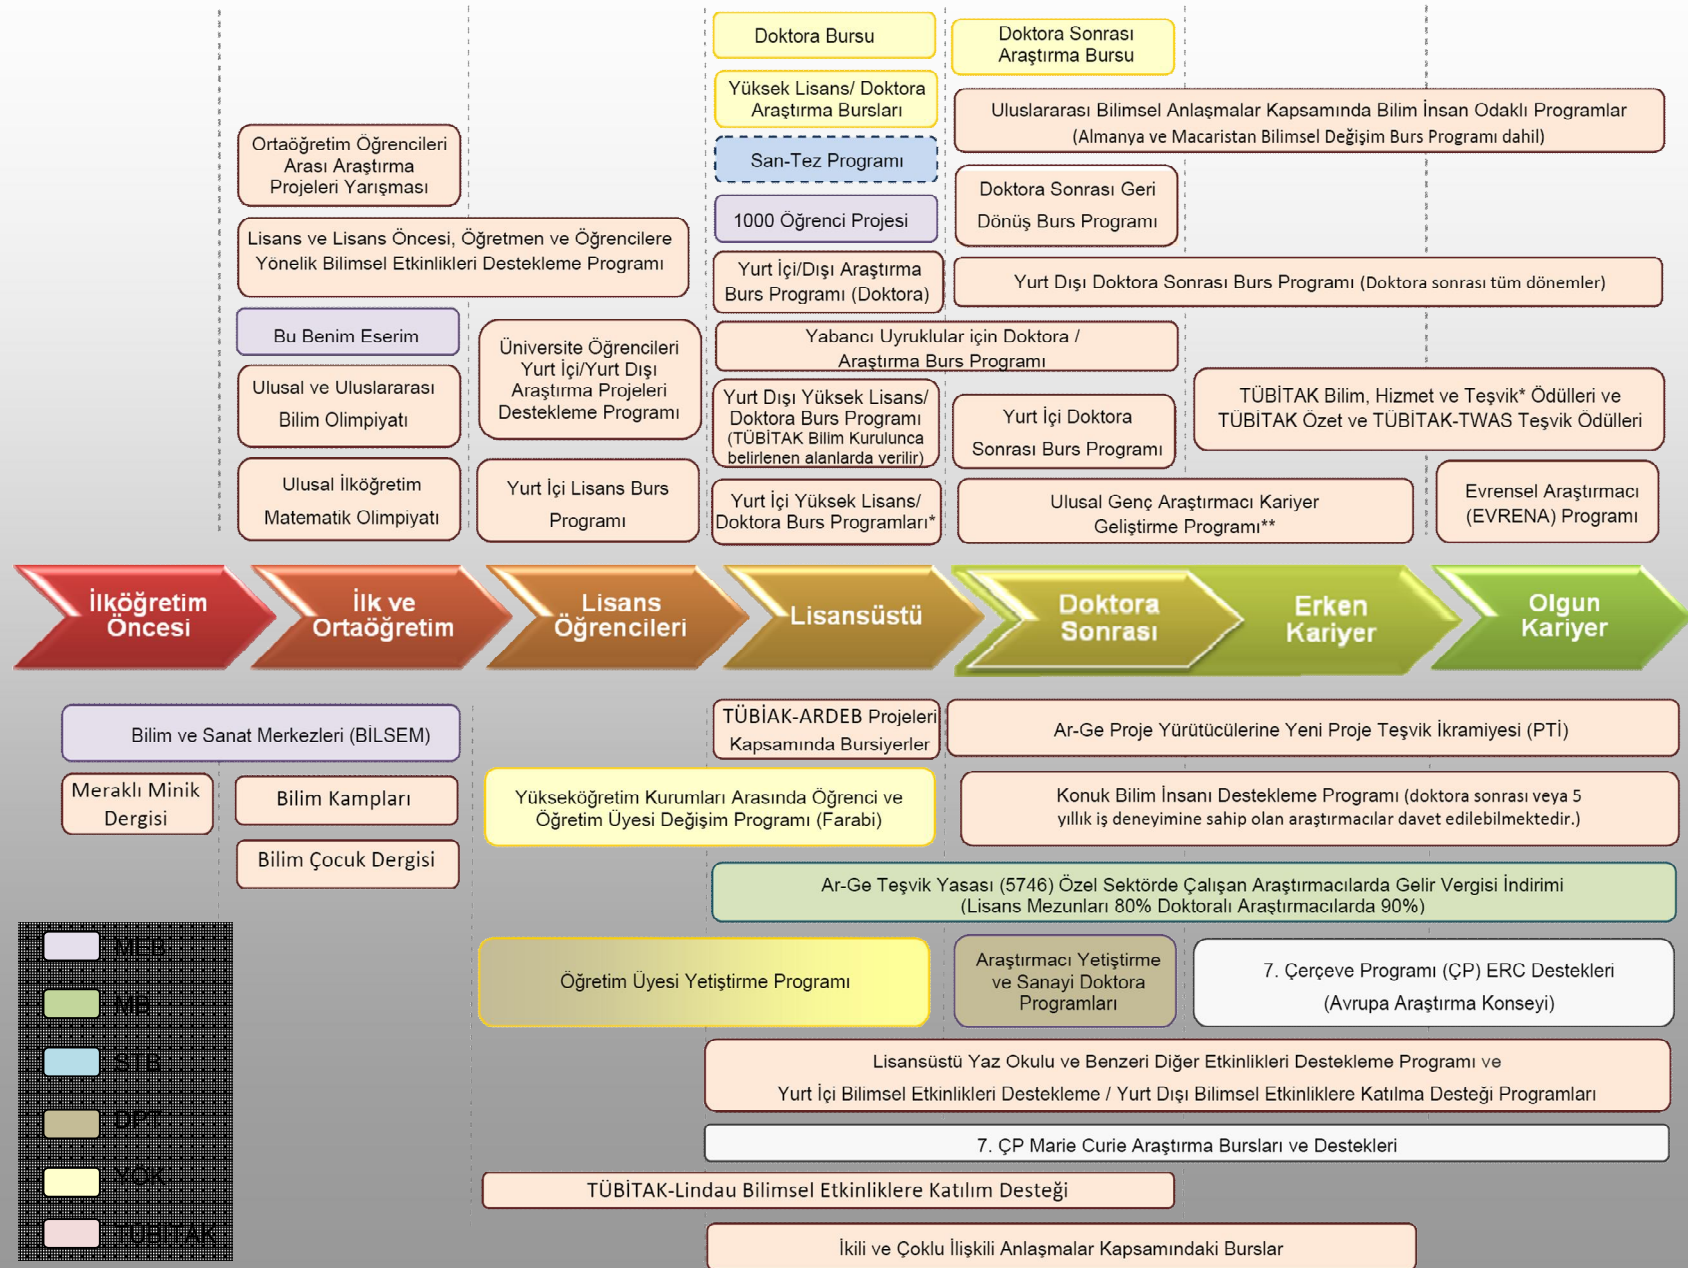 Doktora Bursu
Doktora Sonrası
Araştırma Bursu
Yüksek Lisans/ Doktora
Araştırma Bursları
Uluslararası Bilimsel Anlaşmalar Kapsamında Bilim İnsan Odaklı Programlar
(Almanya ve Macaristan Bilimsel Değişim Burs Programı dahil)
Ortaöğretim Öğrencileri
Arası Araştırma
Projeleri Yarışması
San-Tez Programı
Doktora Sonrası Geri
Dönüş Burs Programı
1000 Öğrenci Projesi
Lisans ve Lisans Öncesi, Öğretmen ve Öğrencilere
Yönelik Bilimsel Etkinlikleri Destekleme Programı
Yurt İçi/Dışı Araştırma
Burs Programı (Doktora)
Yurt Dışı Doktora Sonrası Burs Programı (Doktora sonrası tüm dönemler)
Bu Benim Eserim
Üniversite Öğrencileri
Yurt İçi/Yurt Dışı
Araştırma Projeleri
Destekleme Programı
Yabancı Uyruklular için Doktora /
Araştırma Burs Programı
Ulusal ve Uluslararası
Bilim Olimpiyatı
Yurt Dışı Yüksek Lisans/
Doktora Burs Programı
(TÜBİTAK Bilim Kurulunca
belirlenen alanlarda verilir)
Yurt İçi Doktora
Sonrası Burs Programı
TÜBİTAK Bilim, Hizmet ve Teşvik* Ödülleri ve
TÜBİTAK Özet ve TÜBİTAK-TWAS Teşvik Ödülleri
Ulusal İlköğretim
Matematik Olimpiyatı
Yurt İçi Lisans Burs
Programı
Yurt İçi Yüksek Lisans/
Doktora Burs Programları*
Ulusal Genç Araştırmacı Kariyer
Geliştirme Programı**
Evrensel Araştırmacı
(EVRENA) Programı
İlköğretim
Öncesi
İlk ve
Ortaöğretim
Lisans
Öğrencileri
Lisansüstü
Doktora
Sonrası
Erken
Kariyer
Olgun
Kariyer
Bilim ve Sanat Merkezleri (BİLSEM)
TÜBİAK-ARDEB Projeleri
Kapsamında Bursiyerler
Ar-Ge Proje Yürütücülerine Yeni Proje Teşvik İkramiyesi (PTİ)
Meraklı Minik
Dergisi
Bilim Kampları
Yükseköğretim Kurumları Arasında Öğrenci ve
Öğretim Üyesi Değişim Programı (Farabi)
Konuk Bilim İnsanı Destekleme Programı (doktora sonrası veya 5
yıllık iş deneyimine sahip olan araştırmacılar davet edilebilmektedir.)
Bilim Çocuk Dergisi
Ar-Ge Teşvik Yasası (5746) Özel Sektörde Çalışan Araştırmacılarda Gelir Vergisi İndirimi
(Lisans Mezunları 80% Doktoralı Araştırmacılarda 90%)
Öğretim Üyesi Yetiştirme Programı
Araştırmacı Yetiştirme
ve Sanayi Doktora
Programları
7. Çerçeve Programı (ÇP) ERC Destekleri
(Avrupa Araştırma Konseyi)
Lisansüstü Yaz Okulu ve Benzeri Diğer Etkinlikleri Destekleme Programı ve
Yurt İçi Bilimsel Etkinlikleri Destekleme / Yurt Dışı Bilimsel Etkinliklere Katılma Desteği Programları
7. ÇP Marie Curie Araştırma Bursları ve Destekleri
TÜBİTAK-Lindau Bilimsel Etkinliklere Katılım Desteği
İkili ve Çoklu İlişkili Anlaşmalar Kapsamındaki Burslar
MEB
MB
STB
DPT
YÖK
TÜBİTAK